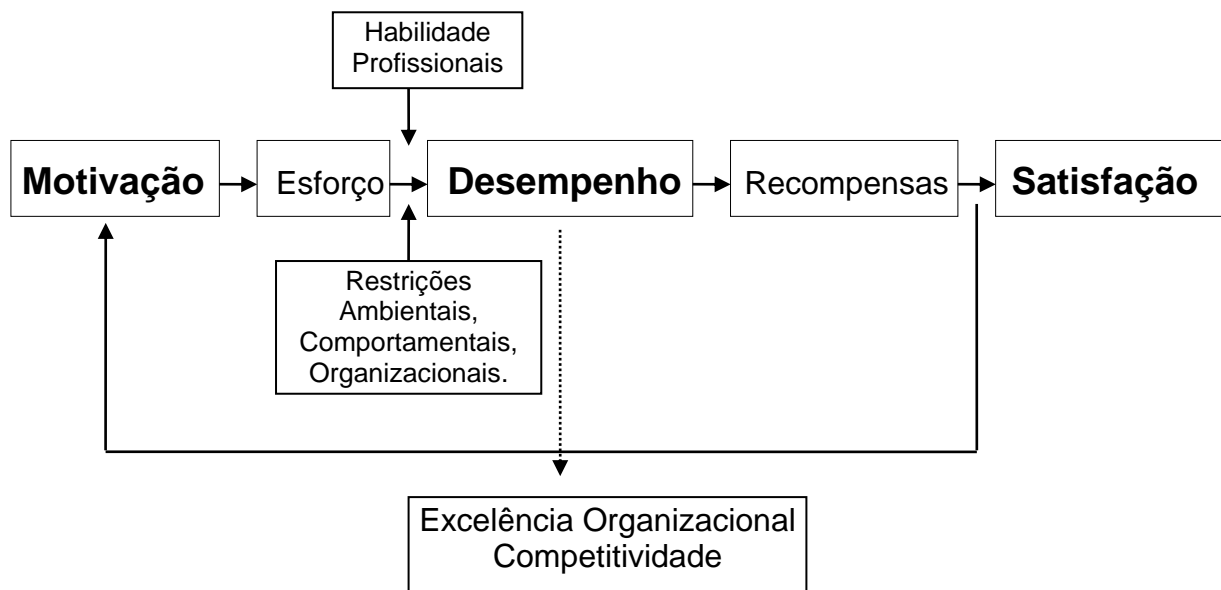 Habilidade
Profissionais
Motivação
Esforço
Desempenho
Recompensas
Satisfação
Restrições
Ambientais,
Comportamentais,
Organizacionais.
Excelência Organizacional
Competitividade